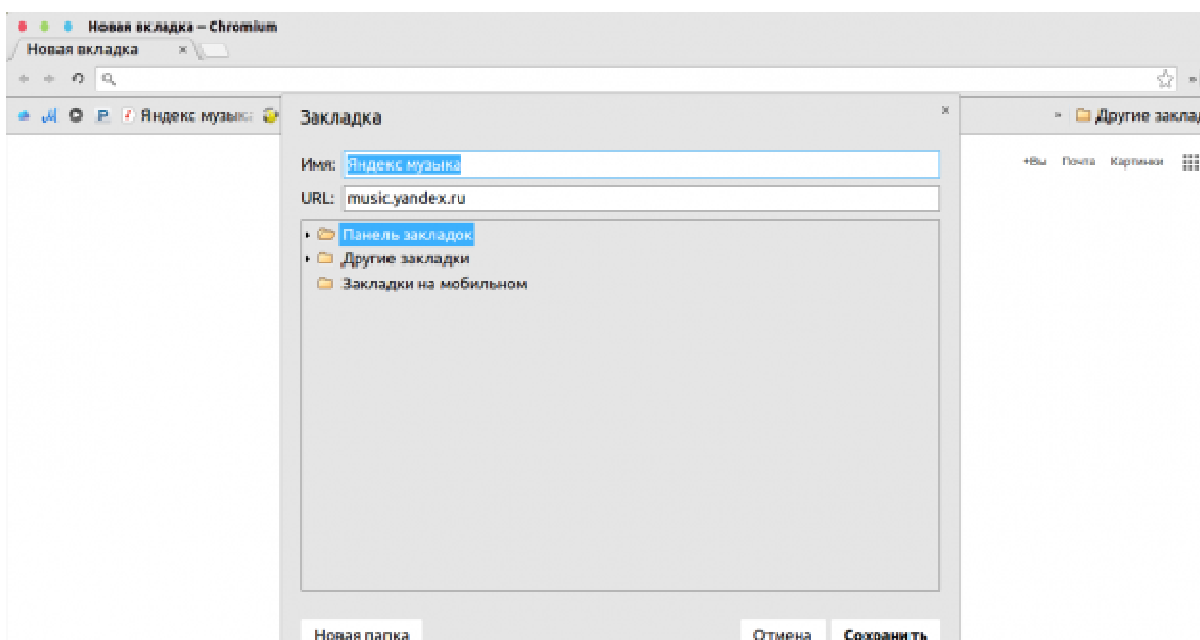 Новая вкладка – Chromium
Новая вкладка
Яндекс музыка
Другие заклад
Закладка
+Вы Почта Картинки
Имя: Яндекс музыка
URL: music.yandex.ru
Панель закладок
Другие закладки
Закладки на мобильном
Новая папка Отмена Сохранить